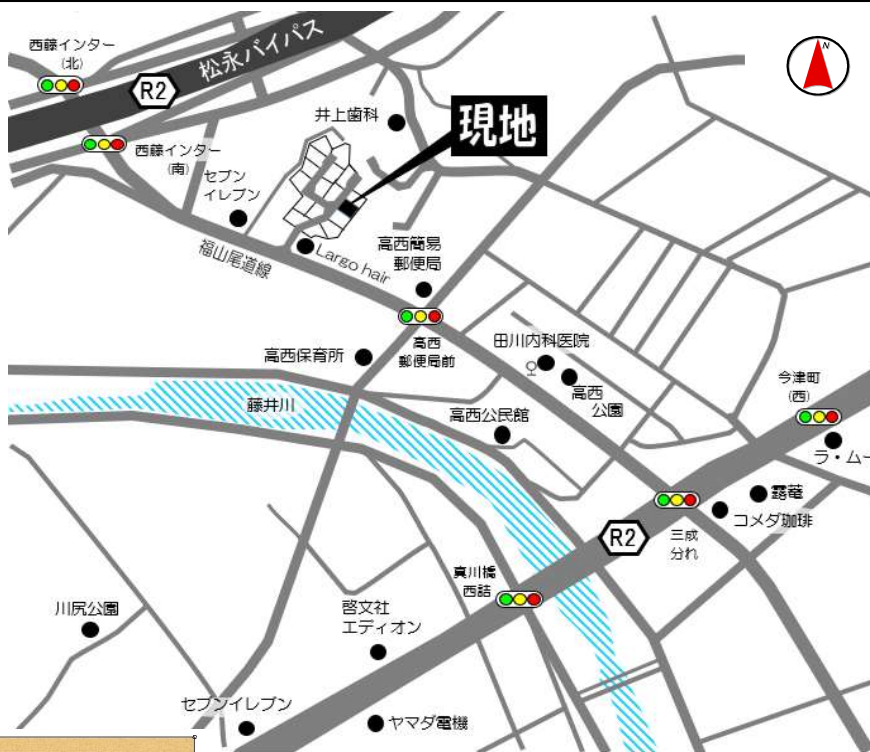 西藤インター
(北)
松永バイパス
N
R2
井上歯科
現地
西藤インター
(南)
セブン
イレブン
高西簡易
郵便局
福山尾道線
Largo hair
高西
郵便局前
田川内科医院
高西保育所
高西
公園
今津町
(西)
藤井川
高西公民館
ラ・ムー
露菴
コメダ珈琲
R2
三成
分れ
真川橋
西詰
川尻公園
啓文社
エディオン
セブンイレブン
ヤマダ電機